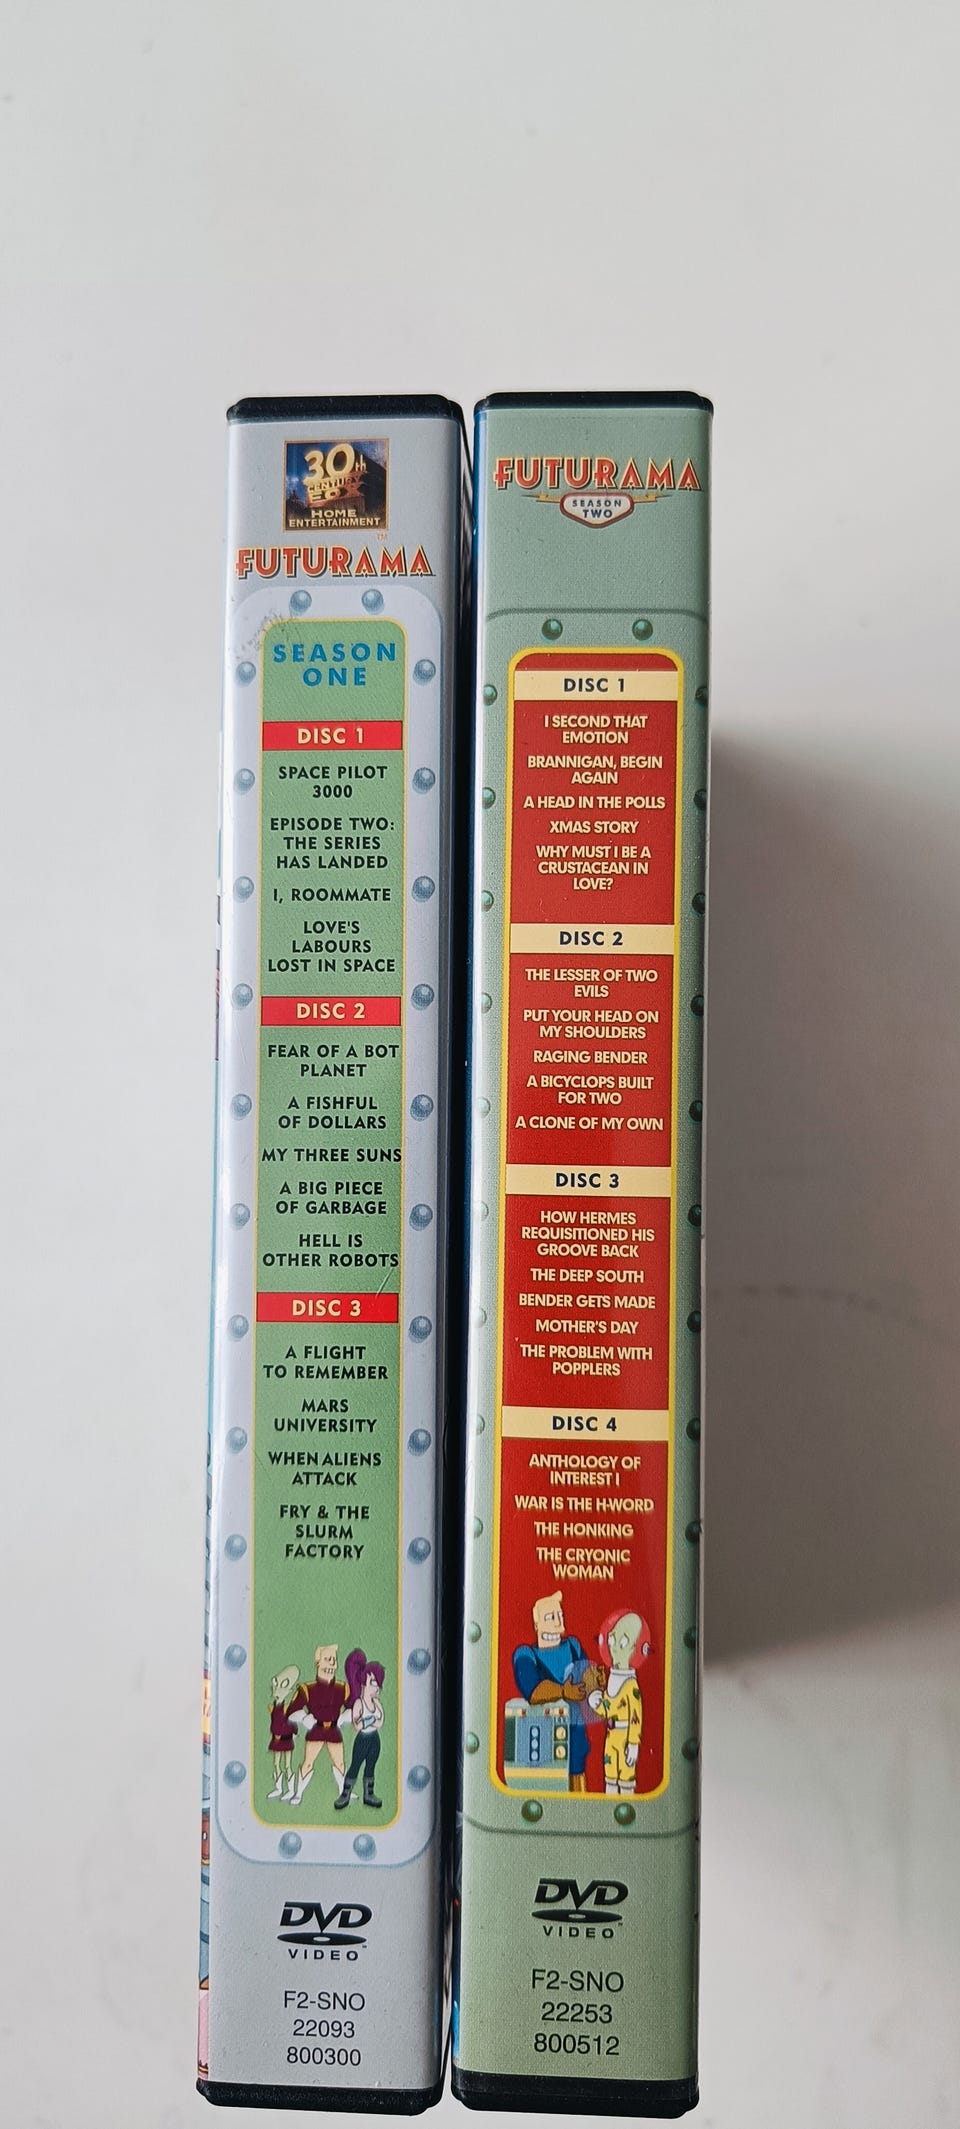 30th
CENTURY
FOX
HOME
ENTERTAINMENT
™
FUTURAMA
SEASON
ONE
DISC 1
SPACE PILOT
3000
EPISODE TWO:
THE SERIES
HAS LANDED
I, ROOMMATE
LOVE'S
LABOURS
LOST IN SPACE
DISC 2
FEAR OF A BOT
PLANET
A FISHFUL
OF DOLLARS
MY THREE SUNS
A BIG PIECE
OF GARBAGE
HELL IS
OTHER ROBOTS
DISC 3
A FLIGHT
TO REMEMBER
MARS
UNIVERSITY
WHEN ALIENS
ATTACK
FRY & THE
SLURM
FACTORY
DVD
VIDEO™
F2-SNO
22093
800300
FUTURAMA
SEASON
TWO
DISC 1
I SECOND THAT
EMOTION
BRANNIGAN, BEGIN
AGAIN
A HEAD IN THE POLLS
XMAS STORY
WHY MUST I BE A
CRUSTACEAN IN
LOVE?
DISC 2
THE LESSER OF TWO
EVILS
PUT YOUR HEAD ON
MY SHOULDERS
RAGING BENDER
A BICYCLOPS BUILT
FOR TWO
A CLONE OF MY OWN
DISC 3
HOW HERMES
REQUISITIONED HIS
GROOVE BACK
THE DEEP SOUTH
BENDER GETS MADE
MOTHER'S DAY
THE PROBLEM WITH
POPPLERS
DISC 4
ANTHOLOGY OF
INTEREST I
WAR IS THE H-WORD
THE HONKING
THE CRYONIC
WOMAN
DVD
VIDEO™
F2-SNO
22253
800512